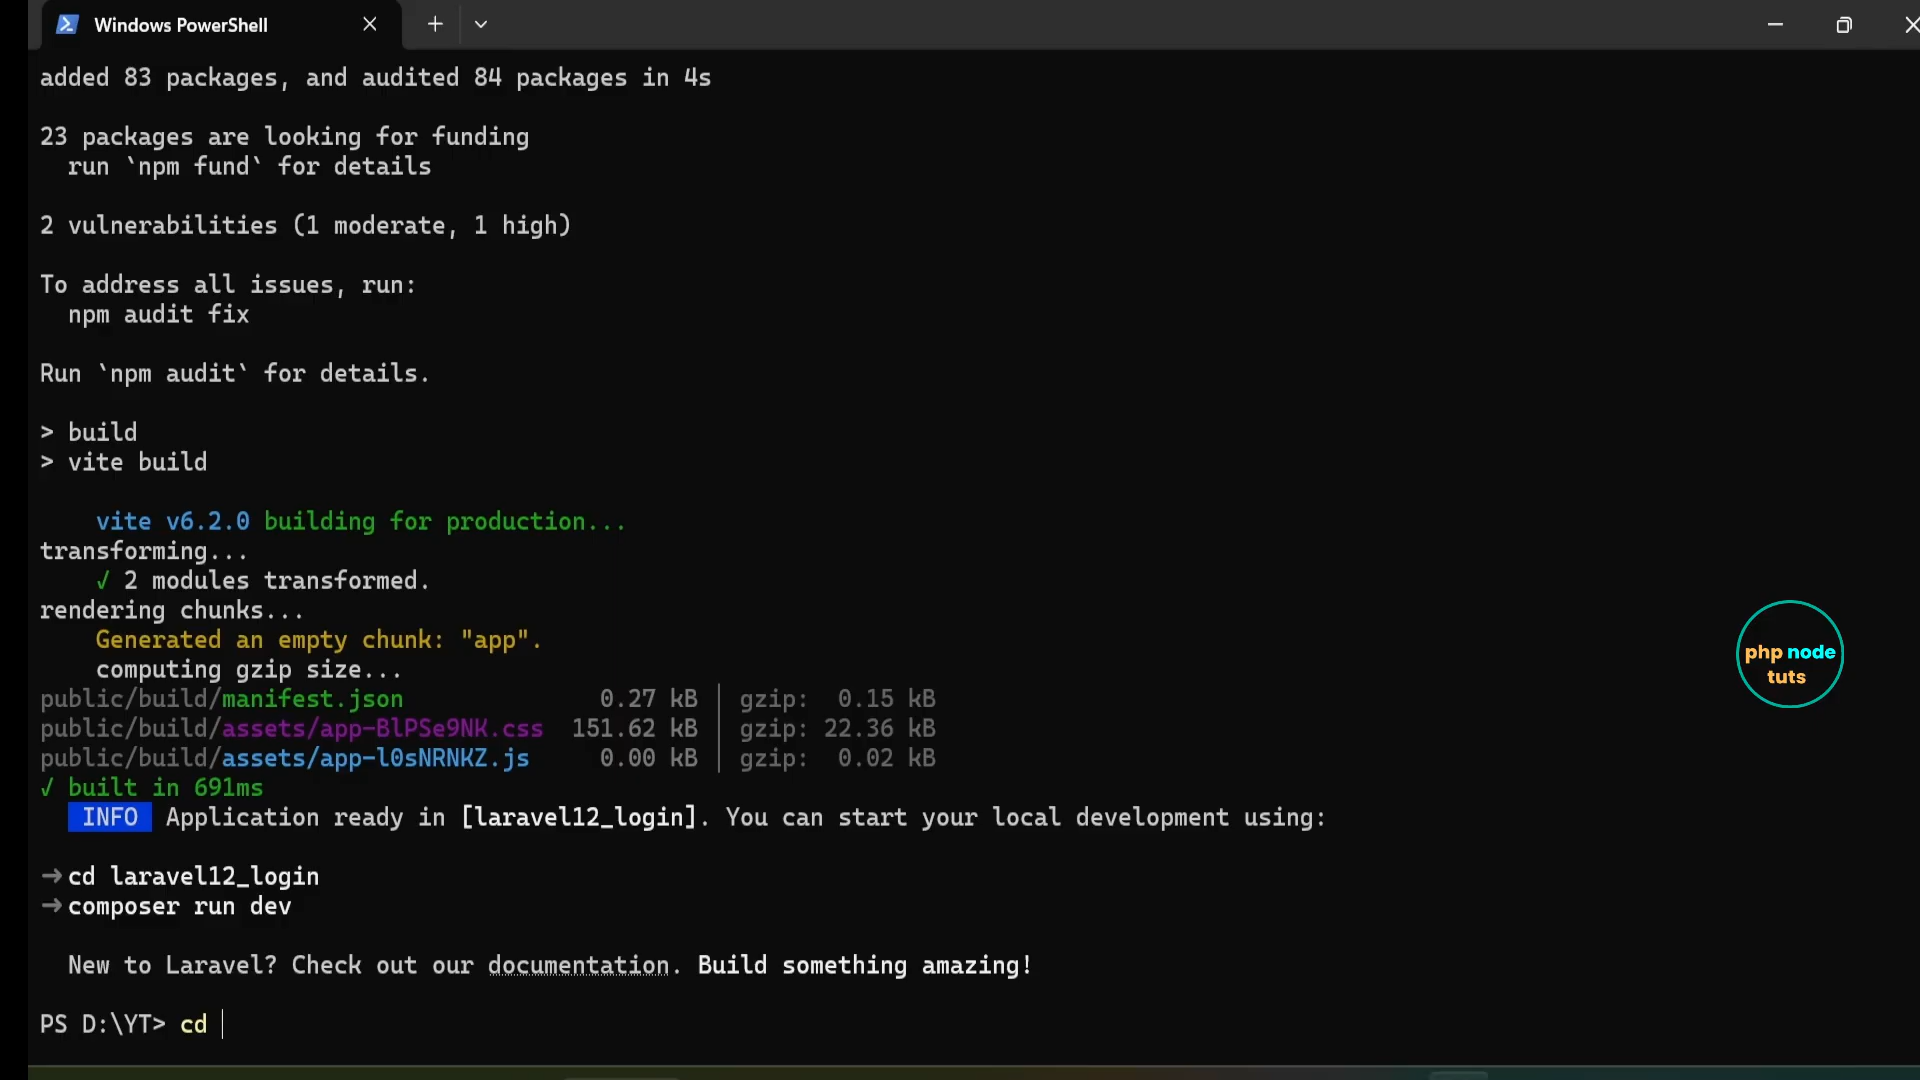 Windows PowerShell
added 83 packages, and audited 84 packages in 4s
23 packages are looking for funding
run `npm fund` for details
2 vulnerabilities (1 moderate, 1 high)
To address all issues, run:
npm audit fix
Run `npm audit` for details.
> build
> vite build
vite v6.2.0 building for production...
transforming...
✓ 2 modules transformed.
rendering chunks...
Generated an empty chunk: "app".
computing gzip size...
public/build/manifest.json 0.27 kB │ gzip: 0.15 kB
public/build/assets/app-BlPSe9NK.css 151.62 kB │ gzip: 22.36 kB
public/build/assets/app-l0sNRNKZ.js 0.00 kB │ gzip: 0.02 kB
✓ built in 691ms
INFO Application ready in [laravel12_login]. You can start your local development using:
➜ cd laravel12_login
➜ composer run dev
New to Laravel? Check out our documentation. Build something amazing!
PS D:\YT> cd
php node
tuts